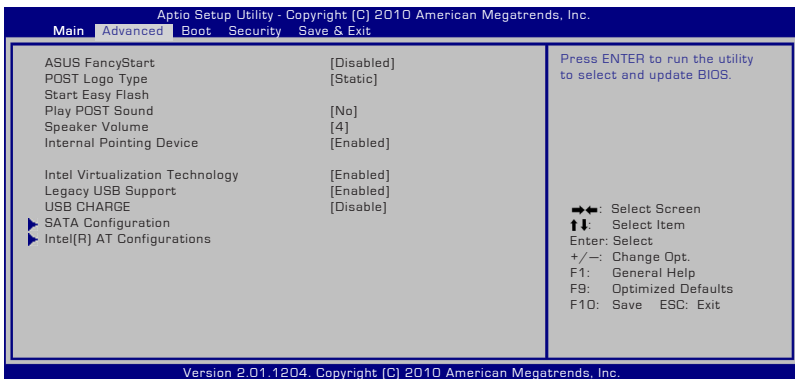 Aptio Setup Utility - Copyright (C) 2010 American Megatrends, Inc.
Main Advanced Boot Security Save & Exit
ASUS FancyStart [Disabled]
POST Logo Type [Static]
Start Easy Flash
Play POST Sound [No]
Speaker Volume [4]
Internal Pointing Device [Enabled]
Intel Virtualization Technology [Enabled]
Legacy USB Support [Enabled]
USB CHARGE [Disable]
SATA Configuration
Intel(R) AT Configurations
Press ENTER to run the utility
to select and update BIOS.
→←: Select Screen
↑↓: Select Item
Enter: Select
+/—: Change Opt.
F1: General Help
F9: Optimized Defaults
F10: Save ESC: Exit
Version 2.01.1204. Copyright (C) 2010 American Megatrends, Inc.